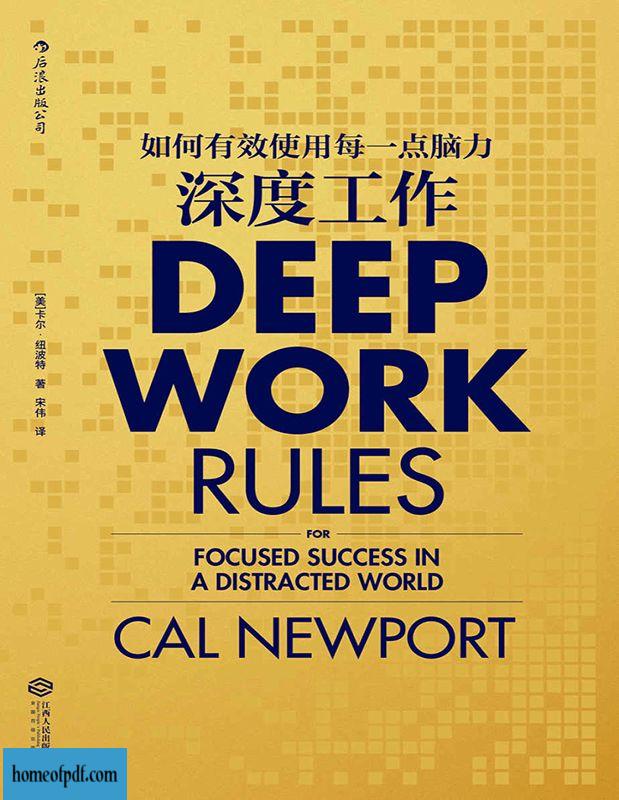 后浪出版公司
如何有效使用每一点脑力
深度工作
DEEP
WORK
RULES
FOR
FOCUSED SUCCESS IN
A DISTRACTED WORLD
CAL NEWPORT
[美]卡尔·纽波特 著 宋伟 译
江西人民出版
homeofpdf.com